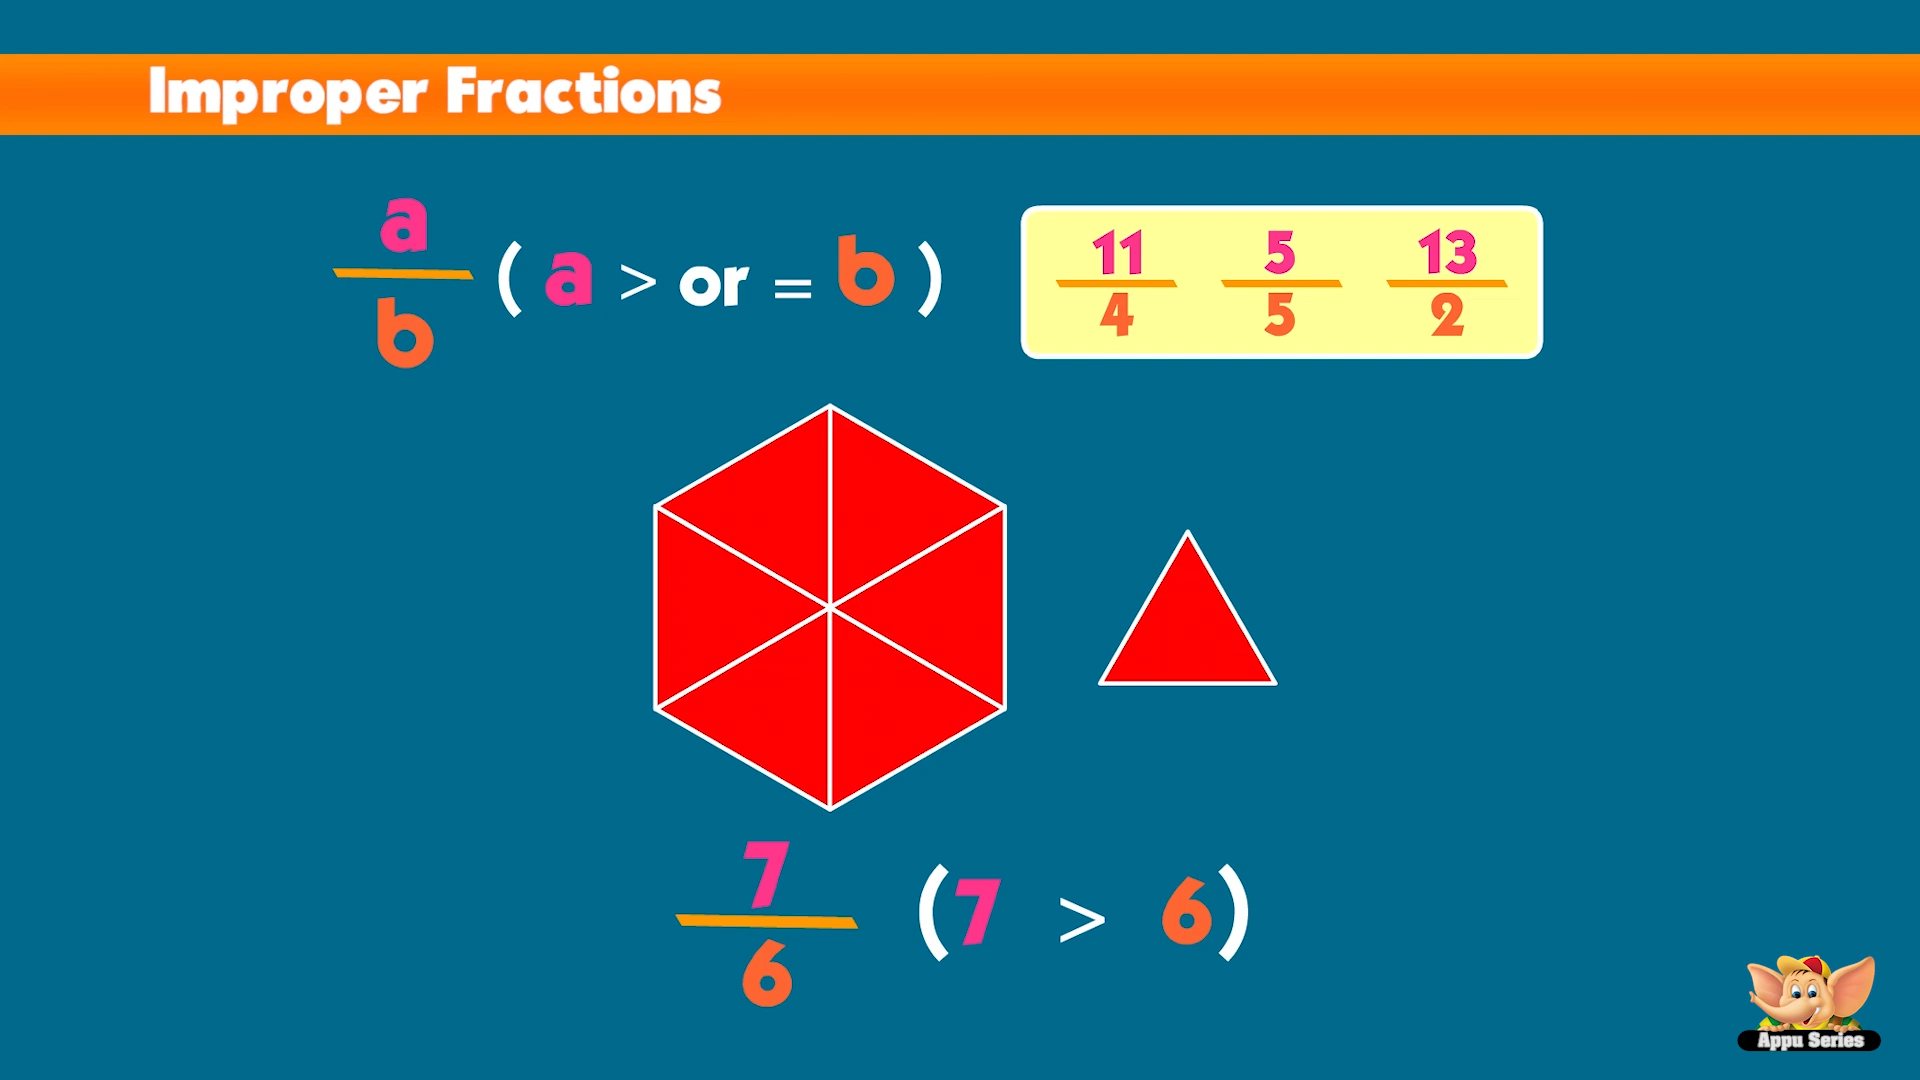 Improper Fractions
a/b ( a > or = b )
11/4 5/5 13/2
7/6 (7 > 6)
Appu Series